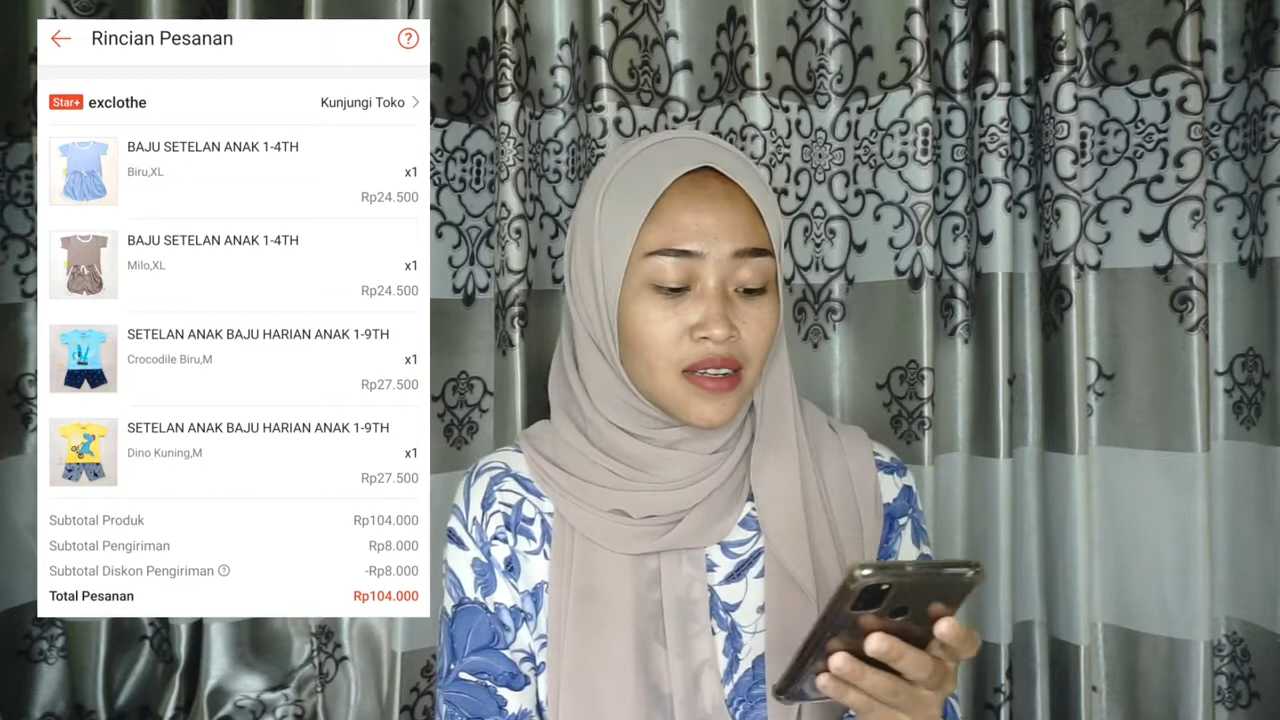 Rincian Pesanan
Star+ exclothe Kunjungi Toko
BAJU SETELAN ANAK 1-4TH
Biru,XL x1
Rp24.500
BAJU SETELAN ANAK 1-4TH
Milo,XL x1
Rp24.500
SETELAN ANAK BAJU HARIAN ANAK 1-9TH
Crocodile Biru,M x1
Rp27.500
SETELAN ANAK BAJU HARIAN ANAK 1-9TH
Dino Kuning,M x1
Rp27.500
Subtotal Produk Rp104.000
Subtotal Pengiriman Rp8.000
Subtotal Diskon Pengiriman ? -Rp8.000
Total Pesanan Rp104.000